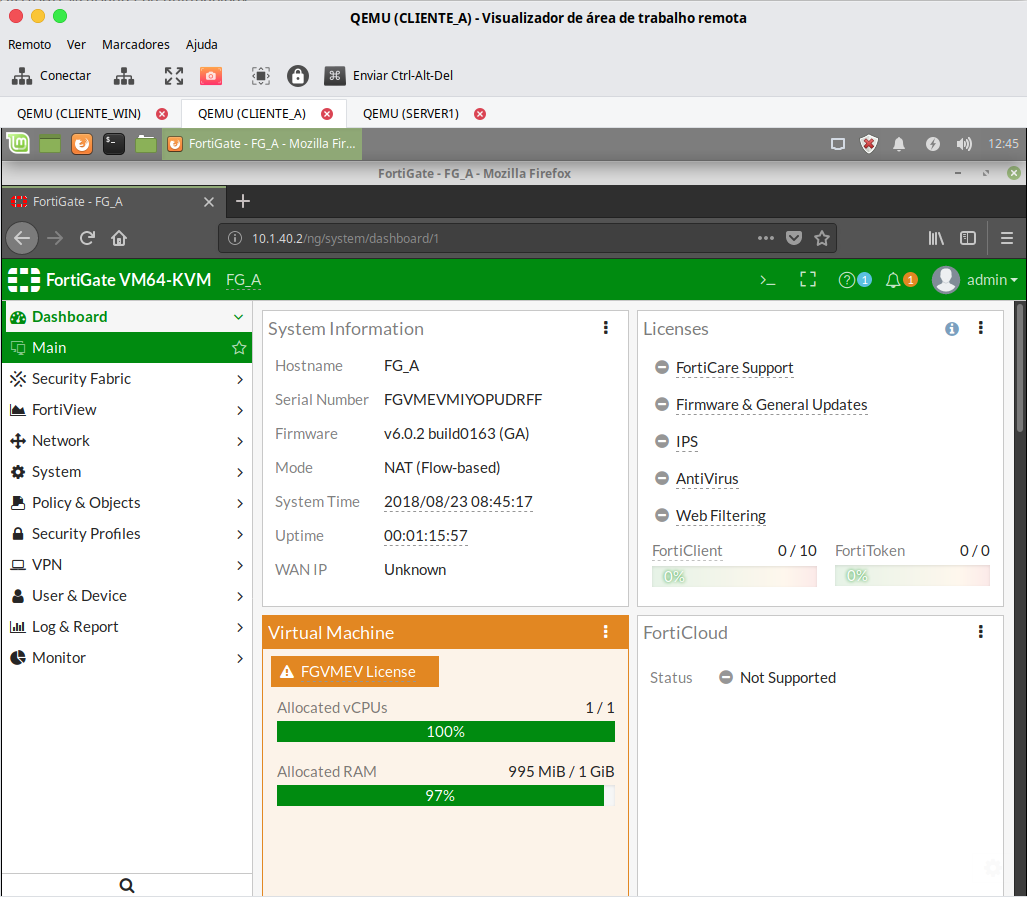 QEMU (CLIENTE_A) - Visualizador de área de trabalho remota
Remoto Ver Marcadores Ajuda
Conectar Enviar Ctrl-Alt-Del
QEMU (CLIENTE_WIN) QEMU (CLIENTE_A) QEMU (SERVER1)
FortiGate - FG_A - Mozilla Fir... 12:45
FortiGate - FG_A - Mozilla Firefox
FortiGate - FG_A
10.1.40.2/ng/system/dashboard/1
FortiGate VM64-KVM FG_A >_ 1 1 admin
Dashboard
Main
Security Fabric
FortiView
Network
System
Policy & Objects
Security Profiles
VPN
User & Device
Log & Report
Monitor
System Information
Hostname FG_A
Serial Number FGVMEVMIYOPUDRFF
Firmware v6.0.2 build0163 (GA)
Mode NAT (Flow-based)
System Time 2018/08/23 08:45:17
Uptime 00:01:15:57
WAN IP Unknown
Licenses
FortiCare Support
Firmware & General Updates
IPS
AntiVirus
Web Filtering
FortiClient 0 / 10 FortiToken 0 / 0
0% 0%
Virtual Machine
FGVMEV License
Allocated vCPUs 1 / 1
100%
Allocated RAM 995 MiB / 1 GiB
97%
FortiCloud
Status Not Supported